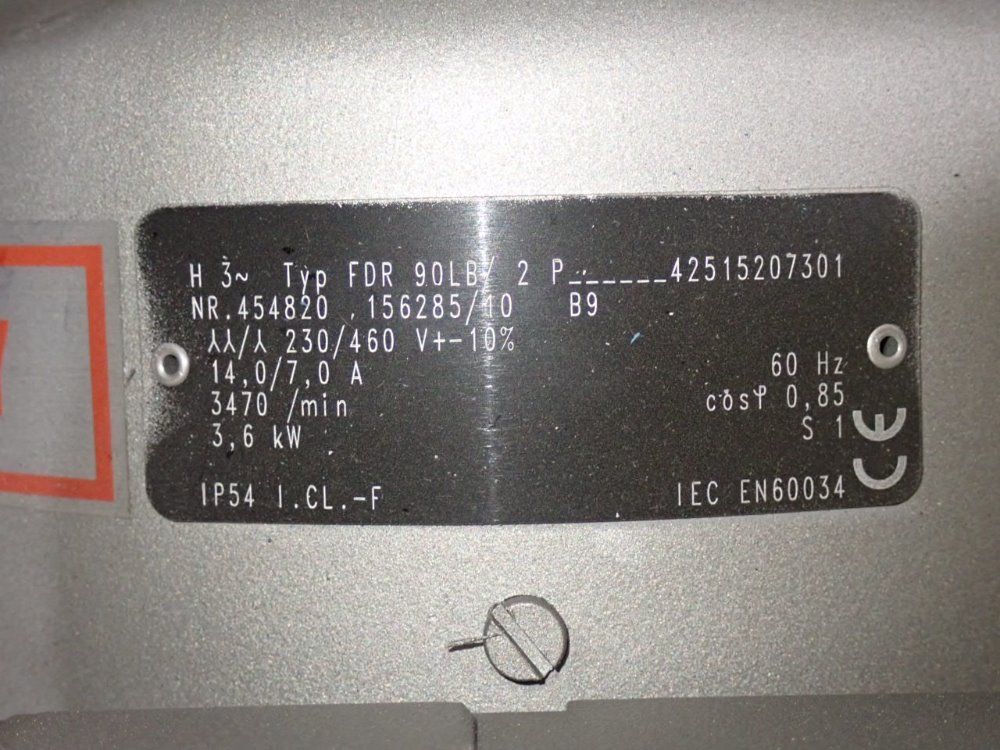 H 3~ Typ FDR 90LB/ 2 P______42515207301
NR.454820 .156285/10 B9
⅄⅄/⅄ 230/460 V+-10%
14,0/7,0 A 60 Hz
3470 /min cosφ 0,85
3,6 kW S 1
IP54 I.CL.-F IEC EN60034
CE